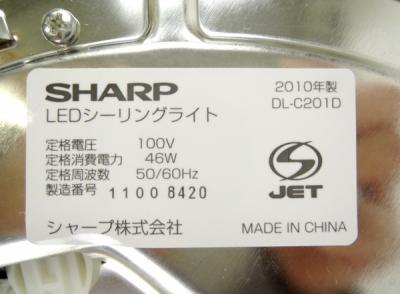 SHARP
2010年製
DL-C201D
LEDシーリングライト
定格電圧 100V
定格消費電力 46W
定格周波数 50/60Hz
製造番号 11008420
JET
シャープ株式会社
MADE IN CHINA